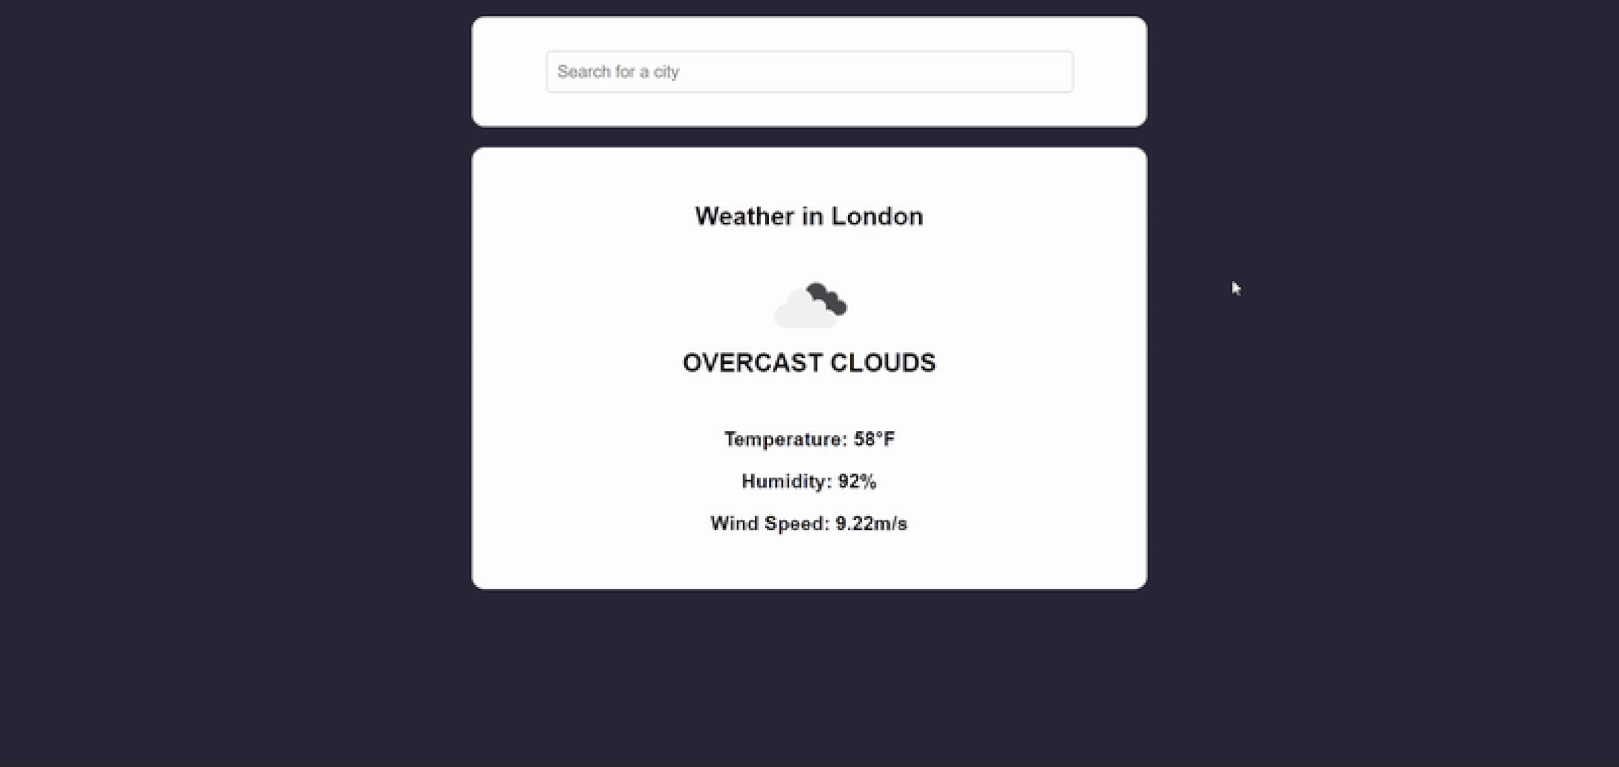 Search for a city
Weather in London
OVERCAST CLOUDS
Temperature: 58°F
Humidity: 92%
Wind Speed: 9.22m/s